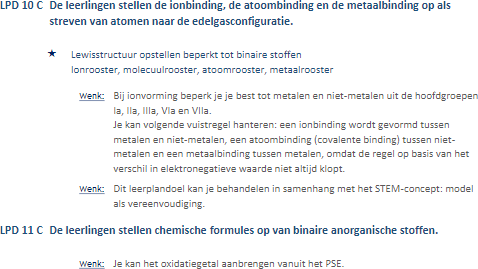 LPD 10 C De leerlingen stellen de ionbinding, de atoombinding en de metaalbinding op als
streven van atomen naar de edelgasconfiguratie.
★ Lewisstructuur opstellen beperkt tot binaire stoffen
Ionrooster, molecuulrooster, atoomrooster, metaalrooster
Wenk: Bij ionvorming beperk je je best tot metalen en niet-metalen uit de hoofdgroepen
Ia, IIa, IIIa, VIa en VIIa.
Je kan volgende vuistregel hanteren: een ionbinding wordt gevormd tussen
metalen en niet-metalen, een atoombinding (covalente binding) tussen niet-
metalen en een metaalbinding tussen metalen, omdat de regel op basis van het
verschil in elektronegatieve waarde niet altijd klopt.
Wenk: Dit leerplandoel kan je behandelen in samenhang met het STEM-concept: model
als vereenvoudiging.
LPD 11 C De leerlingen stellen chemische formules op van binaire anorganische stoffen.
Wenk: Je kan het oxidatiegetal aanbrengen vanuit het PSE.